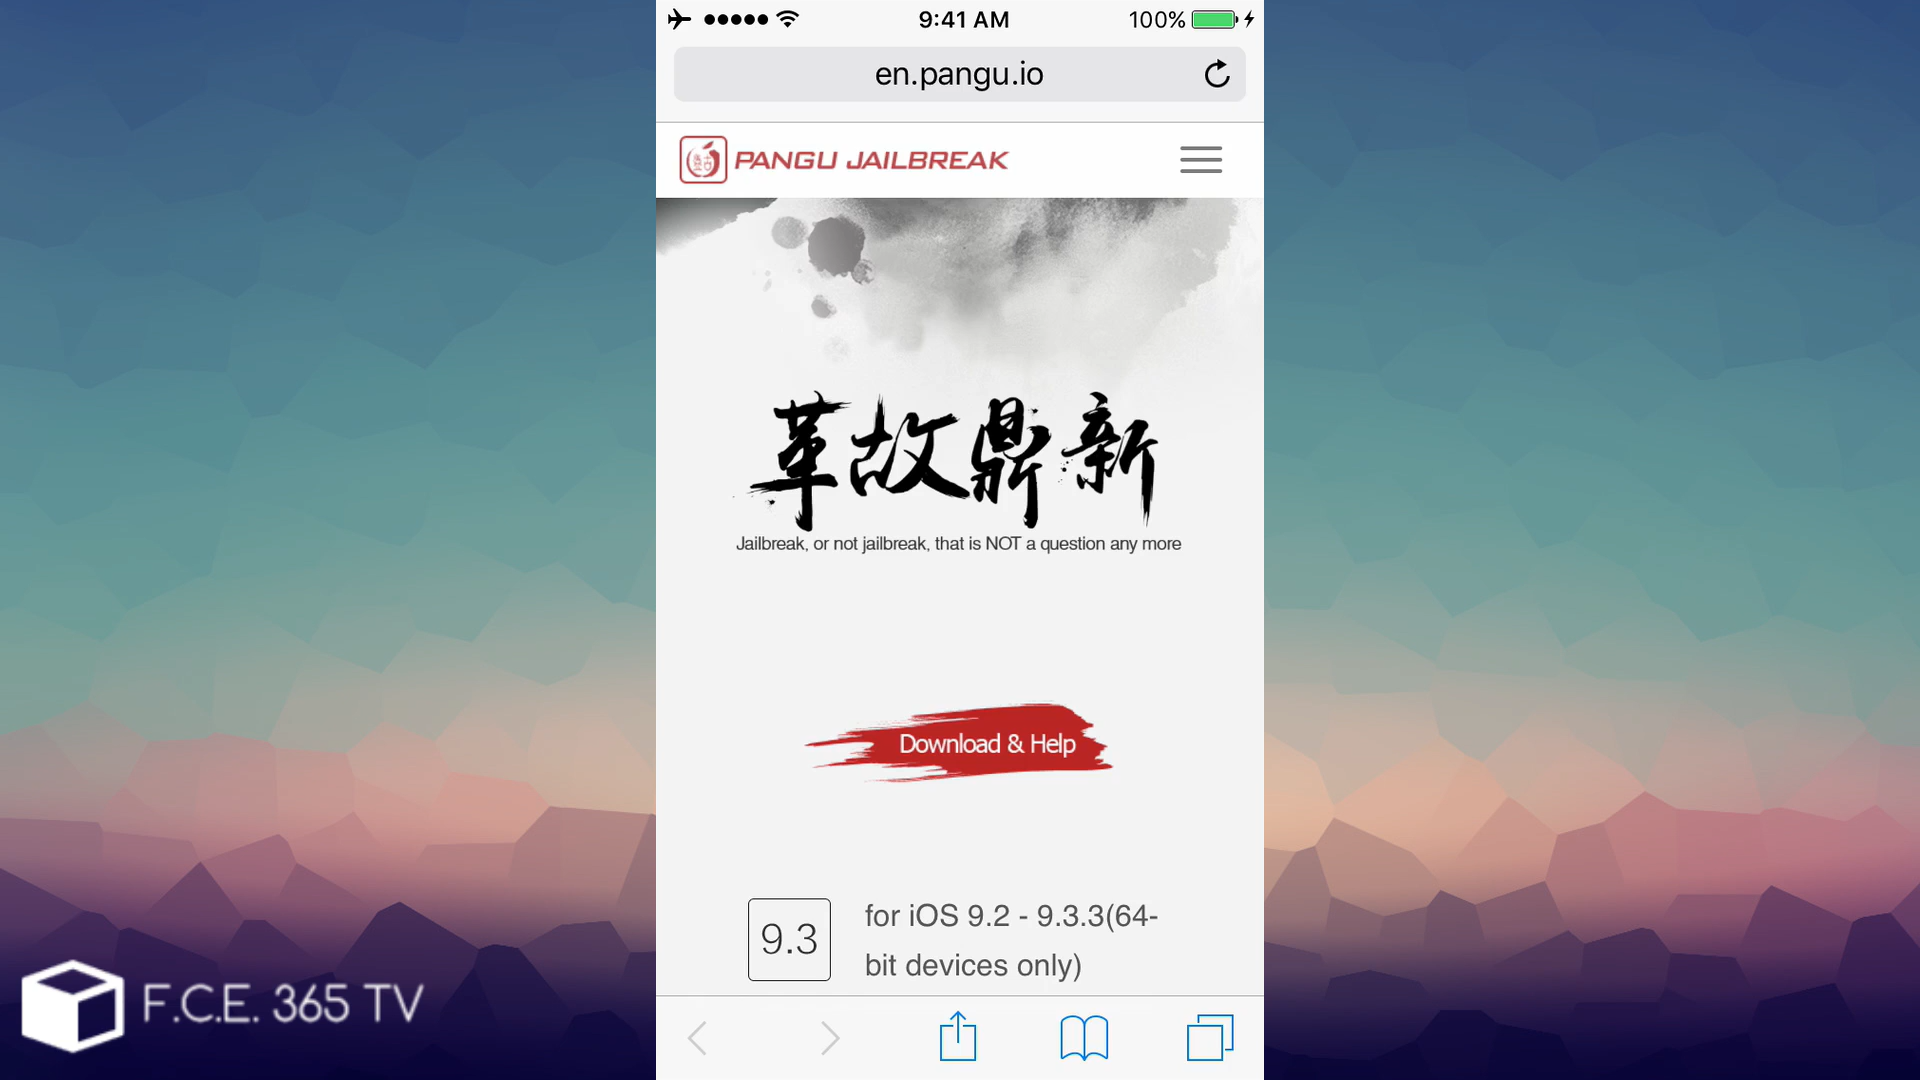 9:41 AM
100%
en.pangu.io
PANGU JAILBREAK
革故鼎新
Jailbreak, or not jailbreak, that is NOT a question any more
Download & Help
9.3
for iOS 9.2 - 9.3.3(64-
bit devices only)
F.C.E. 365 TV